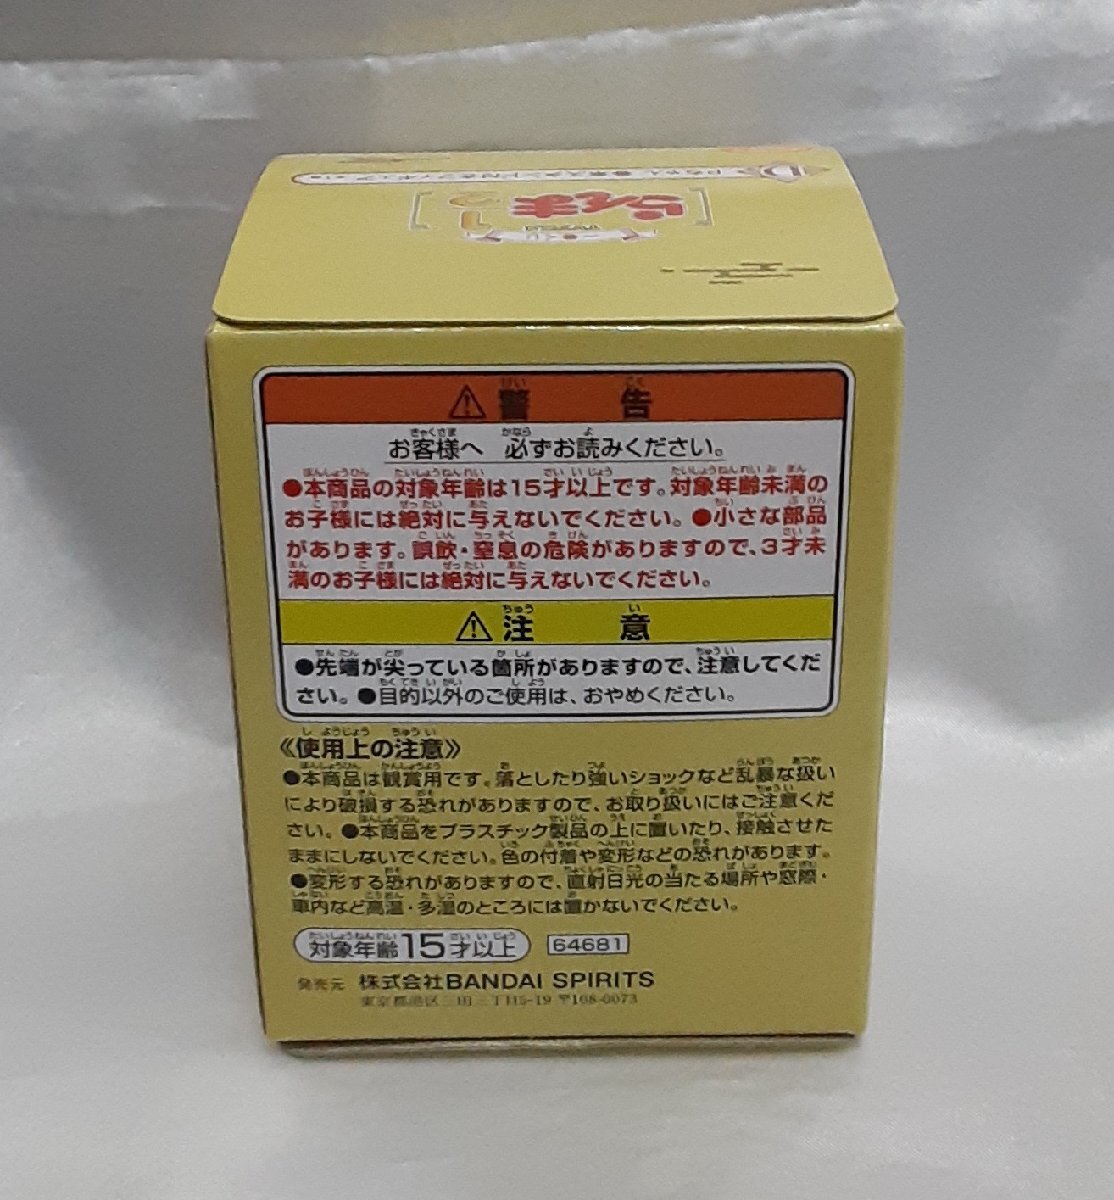 らんま
1
2
警告
お客様へ 必ずお読みください。
●本商品の対象年齢は15才以上です。対象年齢未満の
お子様には絶対に与えないでください。●小さな部品
があります。誤飲・窒息の危険がありますので、3才未
満のお子様には絶対に与えないでください。
注意
●先端が尖っている箇所がありますので、注意してくだ
さい。●目的以外のご使用は、おやめください。
《使用上の注意》
●本商品は観賞用です。落としたり強いショックなど乱暴な扱い
により破損する恐れがありますので、お取り扱いにはご注意くだ
さい。●本商品をプラスチック製品の上に置いたり、接触させた
ままにしないでください。色の付着や変形などの恐れがあります。
●変形する恐れがありますので、直射日光の当たる場所や窓際・
車内など高温・多湿のところには置かないでください。
対象年齢15才以上 64681
発売元 株式会社BANDAI SPIRITS
東京都港区三田三丁目5-19 〒108-0073